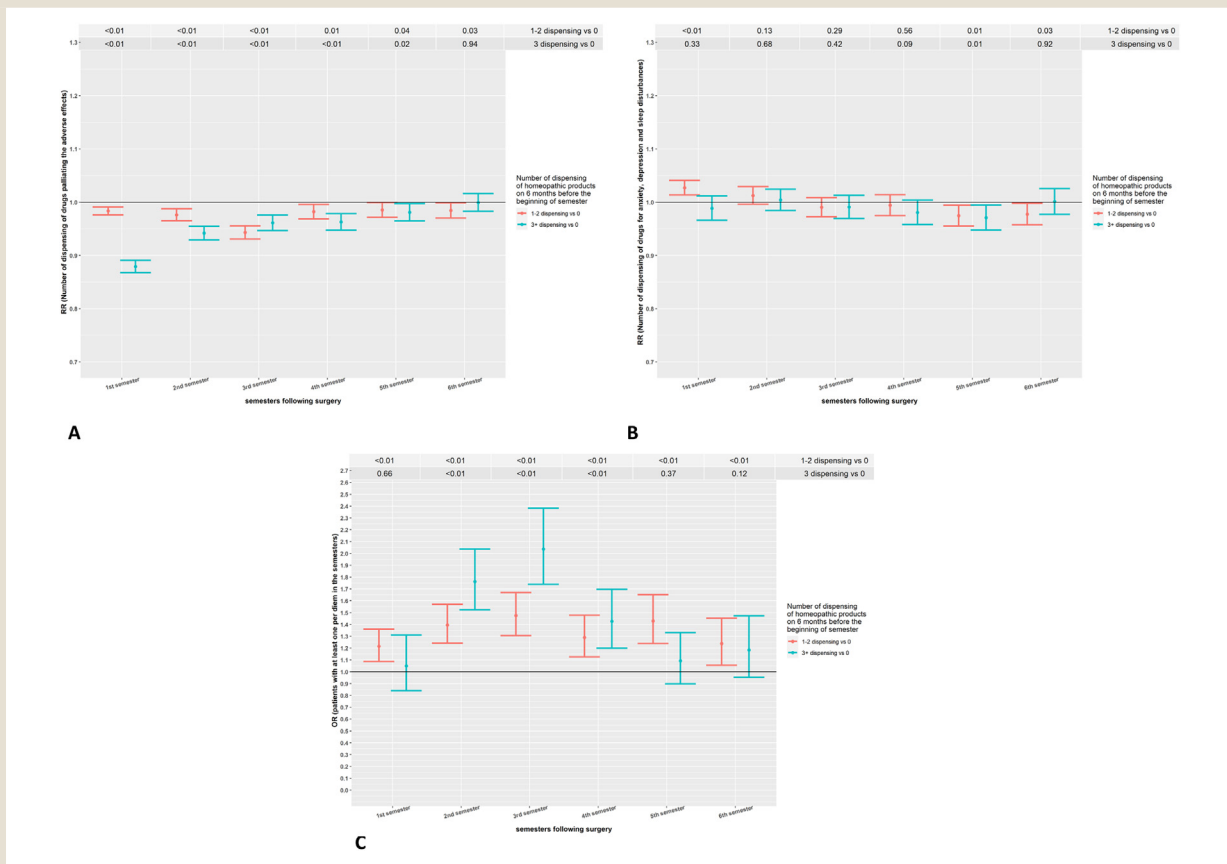 <0.01 <0.01 <0.01 0.01 0.04 0.03 1-2 dispensing vs 0
<0.01 <0.01 <0.01 <0.01 0.02 0.94 3 dispensing vs 0
1.3
1.2
1.1
1.0
0.9
0.8
0.7
RR (Number of dispensing of drugs palliating the adverse effects)
1st semester
2nd semester
3rd semester
4th semester
5th semester
6th semester
semesters following surgery
Number of dispensing
of homeopathic products
on 6 months before the
beginning of semester
1-2 dispensing vs 0
3+ dispensing vs 0
A
<0.01 0.13 0.29 0.56 0.01 0.03 1-2 dispensing vs 0
0.33 0.68 0.42 0.09 0.01 0.92 3 dispensing vs 0
1.3
1.2
1.1
1.0
0.9
0.8
0.7
RR (Number of dispensing of drugs for anxiety, depression and sleep disturbances)
1st semester
2nd semester
3rd semester
4th semester
5th semester
6th semester
semesters following surgery
Number of dispensing
of homeopathic products
on 6 months before the
beginning of semester
1-2 dispensing vs 0
3+ dispensing vs 0
B
<0.01 <0.01 <0.01 <0.01 <0.01 <0.01 1-2 dispensing vs 0
0.66 <0.01 <0.01 <0.01 0.37 0.12 3 dispensing vs 0
2.7
2.6
2.5
2.4
2.3
2.2
2.1
2.0
1.9
1.8
1.7
1.6
1.5
1.4
1.3
1.2
1.1
1.0
0.9
0.8
0.7
0.6
0.5
0.4
0.3
0.2
0.1
0.0
OR (patients with at least one per diem in the semesters)
1st semester
2nd semester
3rd semester
4th semester
5th semester
6th semester
semesters following surgery
Number of dispensing
of homeopathic products
on 6 months before the
beginning of semester
1-2 dispensing vs 0
3+ dispensing vs 0
C